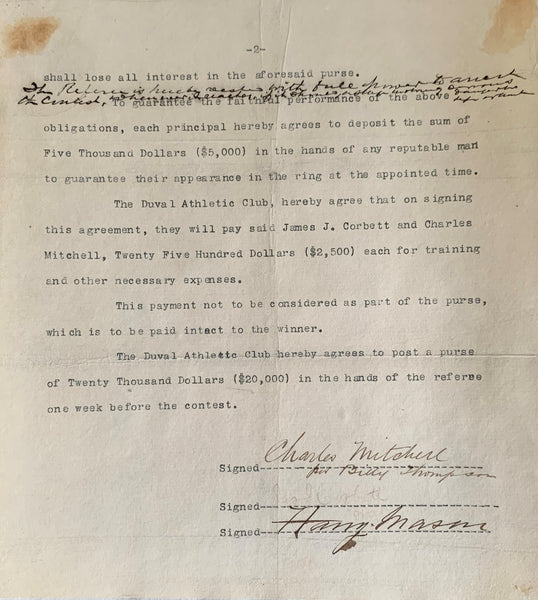 -2-
shall lose all interest in the aforesaid purse.
The Referee is hereby with full power to arrest
the Contest,
To guarantee the faithful performance of the above
obligations, each principal hereby agrees to deposit the sum of
Five Thousand Dollars ($5,000) in the hands of any reputable man
to guarantee their appearance in the ring at the appointed time.
The Duval Athletic Club, hereby agree that on signing
this agreement, they will pay said James J. Corbett and Charles
Mitchell, Twenty Five Hundred Dollars ($2,500) each for training
and other necessary expenses.
This payment not to be considered as part of the purse,
which is to be paid intact to the winner.
The Duval Athletic Club hereby agrees to post a purse
of Twenty Thousand Dollars ($20,000) in the hands of the referee
one week before the contest.
Charles Mitchell
Signed
per Billy Thompson
Signed
Signed Harry Mason